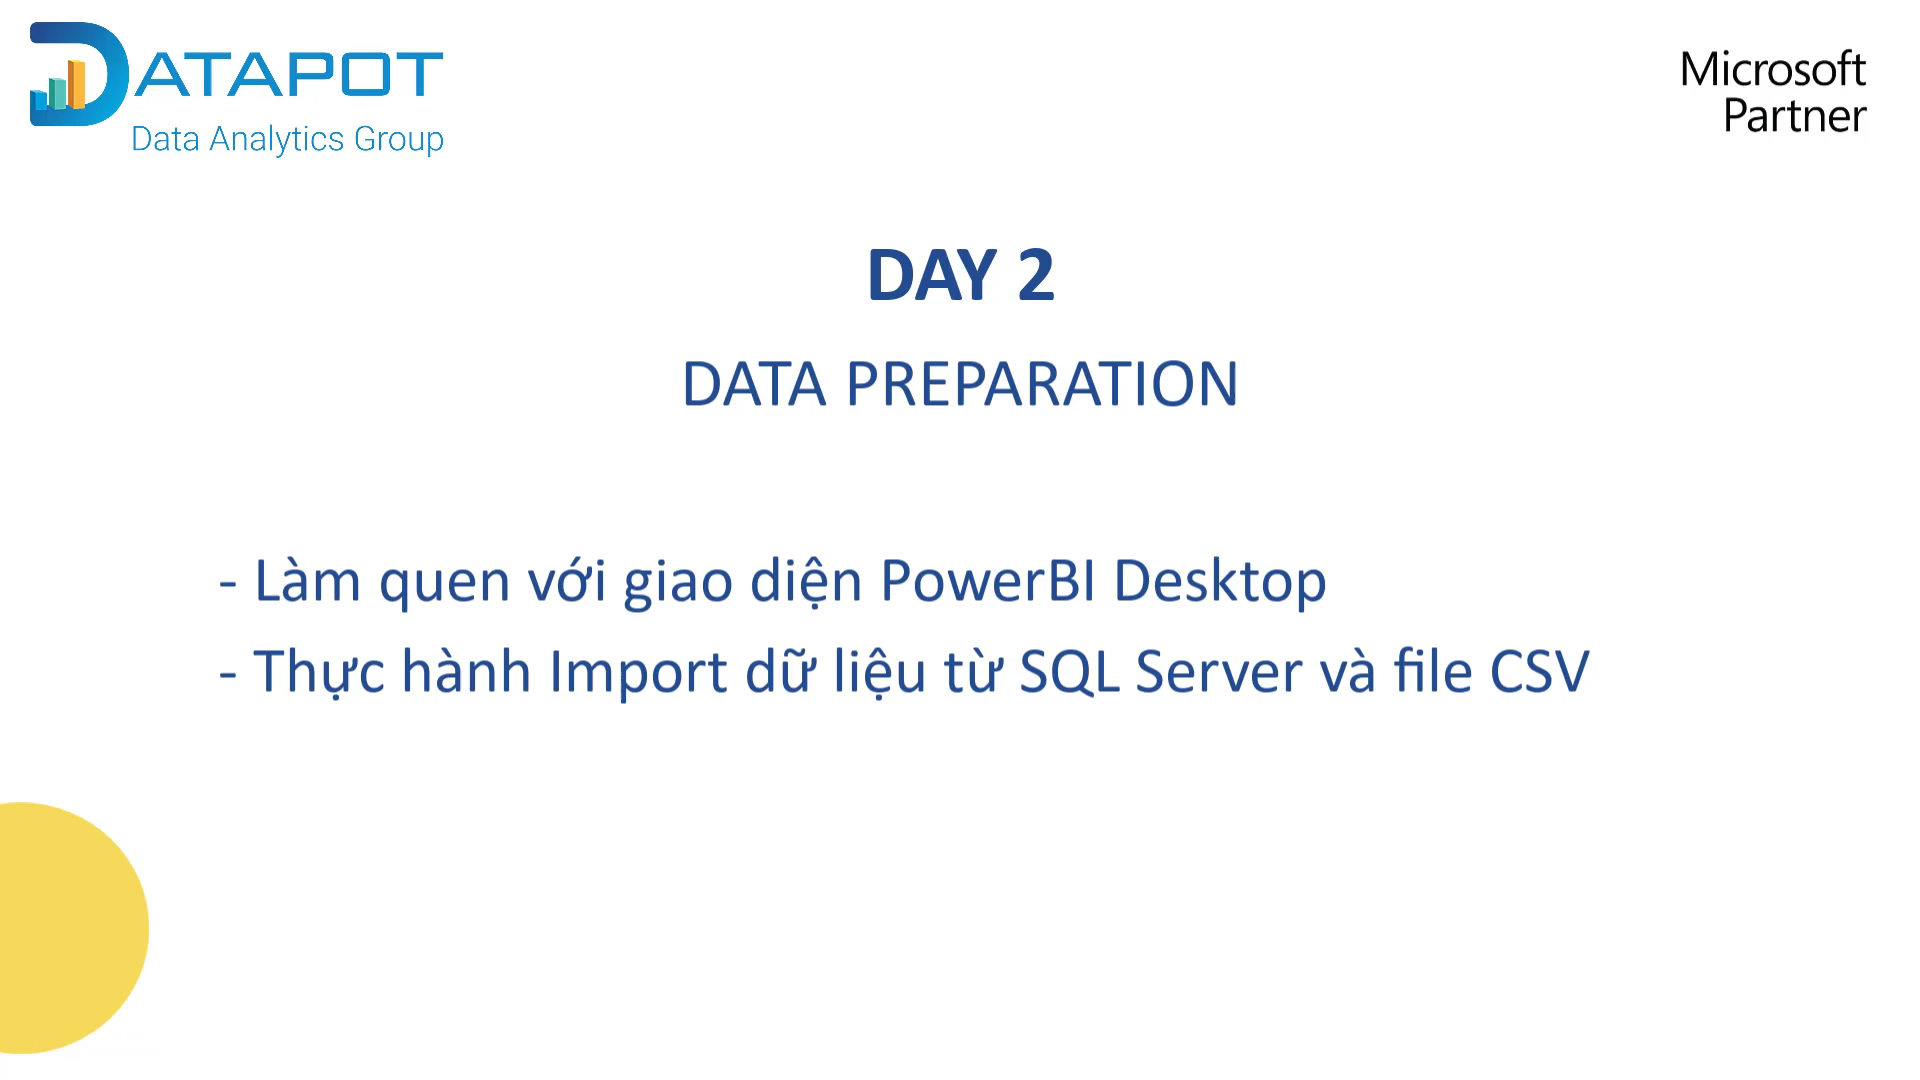 DATAPOT
Data Analytics Group
Microsoft
Partner
DAY 2
DATA PREPARATION
- Làm quen với giao diện PowerBI Desktop
- Thực hành Import dữ liệu từ SQL Server và file CSV